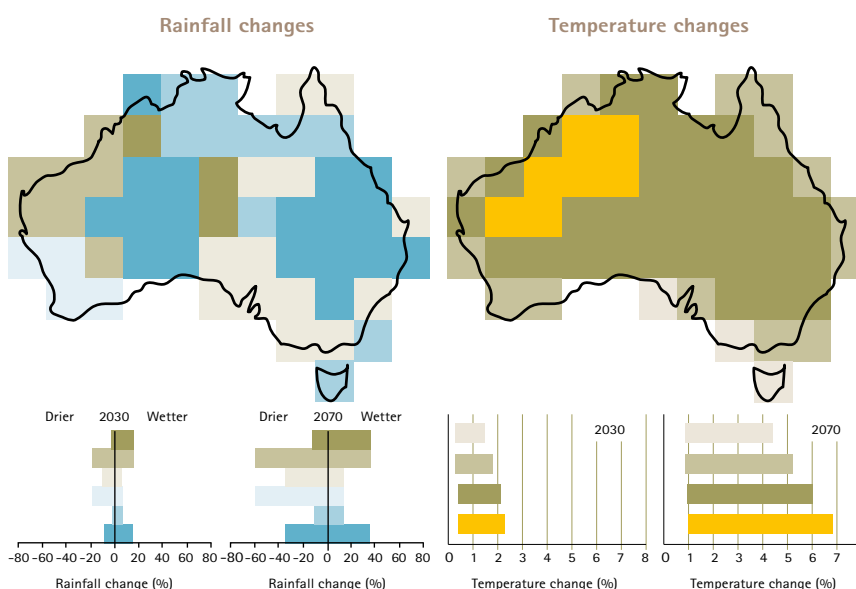 Rainfall changes
Temperature changes
Drier 2030 Wetter
Drier 2070 Wetter
2030
2070
-80 -60 -40 -20 0 20 40 60 80
-80 -60 -40 -20 0 20 40 60 80
0 1 2 3 4 5 6 7 8
0 1 2 3 4 5 6 7
Rainfall change (%)
Rainfall change (%)
Temperature change (%)
Temperature change (%)